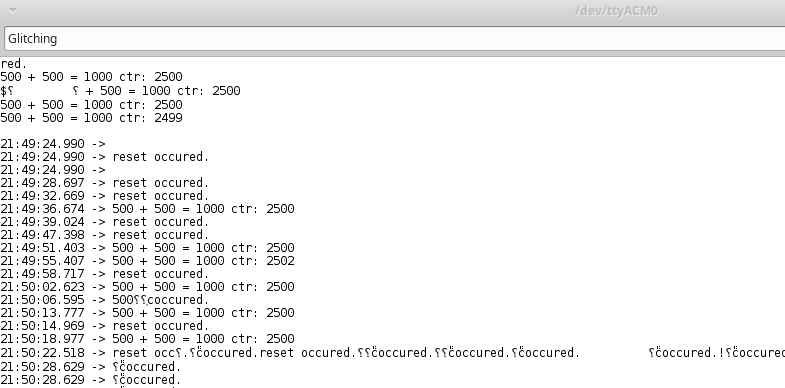 /dev/ttyACM0
Glitching
red.
500 + 500 = 1000 ctr: 2500
$⸮ ⸮ + 500 = 1000 ctr: 2500
500 + 500 = 1000 ctr: 2500
500 + 500 = 1000 ctr: 2499
21:49:24.990 ->
21:49:24.990 -> reset occured.
21:49:24.990 ->
21:49:28.697 -> reset occured.
21:49:32.669 -> reset occured.
21:49:36.674 -> 500 + 500 = 1000 ctr: 2500
21:49:39.024 -> reset occured.
21:49:47.398 -> reset occured.
21:49:51.403 -> 500 + 500 = 1000 ctr: 2500
21:49:55.407 -> 500 + 500 = 1000 ctr: 2502
21:49:58.717 -> reset occured.
21:50:02.623 -> 500 + 500 = 1000 ctr: 2500
21:50:06.595 -> 500⸮⸮coccured.
21:50:13.777 -> 500 + 500 = 1000 ctr: 2500
21:50:14.969 -> reset occured.
21:50:18.977 -> 500 + 500 = 1000 ctr: 2500
21:50:22.518 -> reset occ⸮.⸮coccured.reset occured.⸮⸮coccured.⸮⸮coccured.⸮coccured. ⸮coccured.!⸮coccured
21:50:28.629 -> ⸮coccured.
21:50:28.629 -> ⸮coccured.